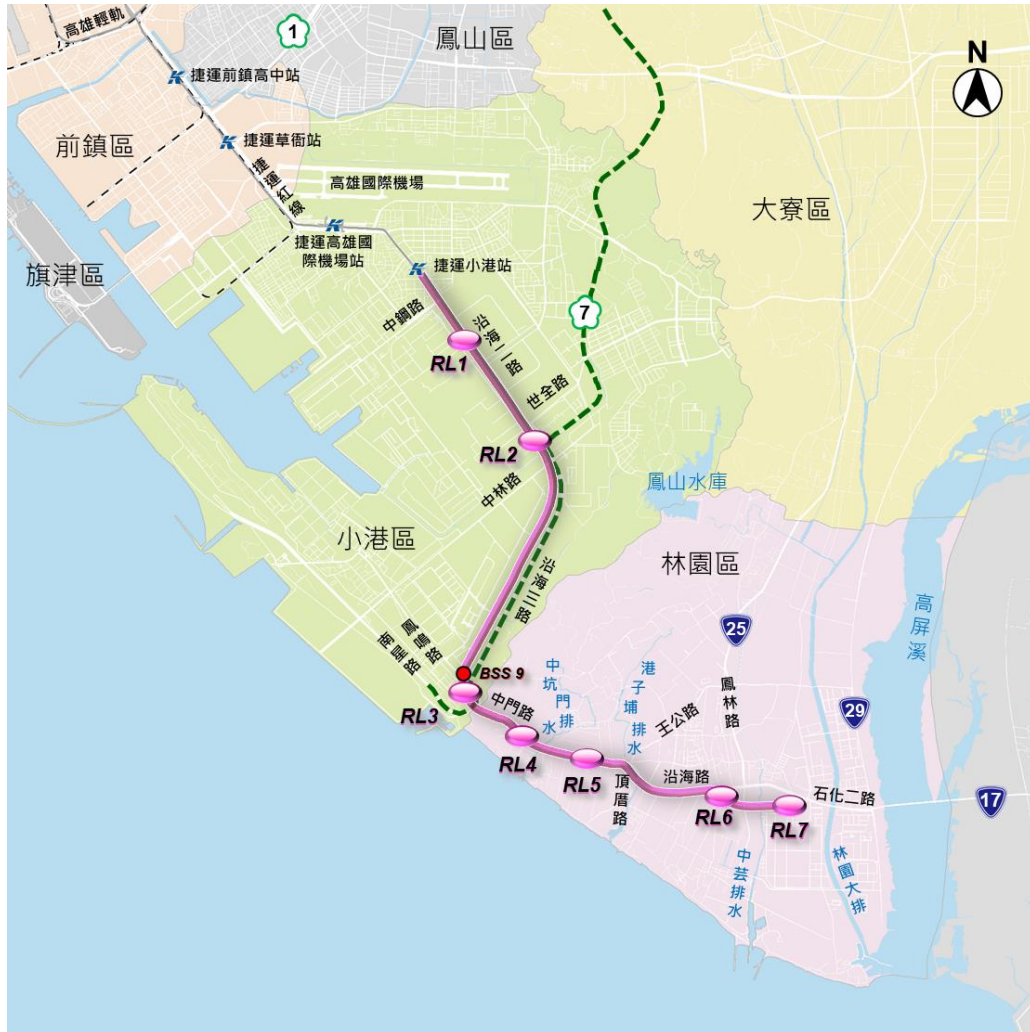 高雄輕軌
1
鳳山區
N
捷運前鎮高中站
前鎮區
捷運草衙站
捷運紅線
高雄國際機場
大寮區
旗津區
捷運高雄國
際機場站
捷運小港站
中鋼路
沿海二路
7
RL1
世全路
RL2
中林路
鳳山水庫
小港區
林園區
沿海三路
高屏溪
25
鳳鳴路
南星路
BSS 9
中坑門排水
港子埔排水
鳳林路
RL3
中門路
王公路
29
RL4
RL5
沿海路
頂厝路
石化二路
17
RL6
RL7
中芸排水
林園大排